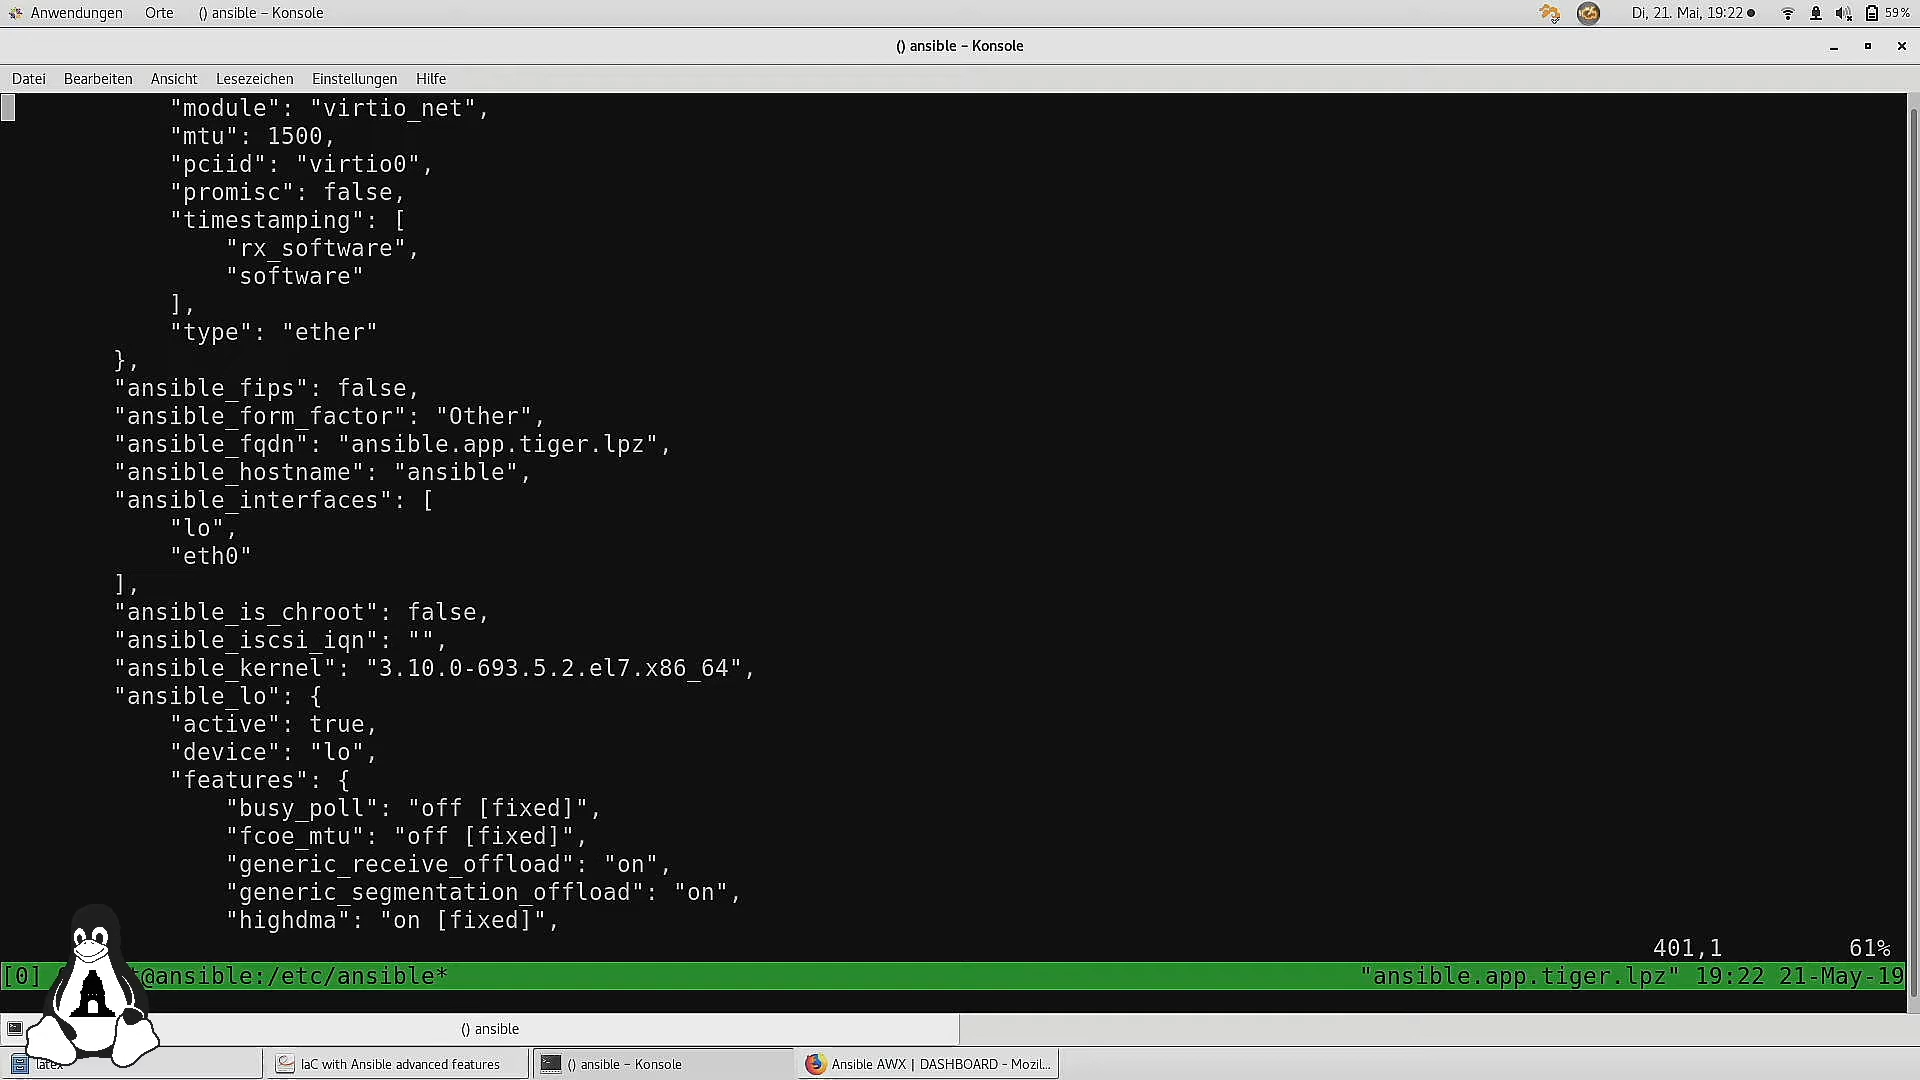 Anwendungen Orte () ansible – Konsole Di, 21. Mai, 19:22 59%
() ansible – Konsole
Datei Bearbeiten Ansicht Lesezeichen Einstellungen Hilfe
"module": "virtio_net",
"mtu": 1500,
"pciid": "virtio0",
"promisc": false,
"timestamping": [
"rx_software",
"software"
],
"type": "ether"
},
"ansible_fips": false,
"ansible_form_factor": "Other",
"ansible_fqdn": "ansible.app.tiger.lpz",
"ansible_hostname": "ansible",
"ansible_interfaces": [
"lo",
"eth0"
],
"ansible_is_chroot": false,
"ansible_iscsi_iqn": "",
"ansible_kernel": "3.10.0-693.5.2.el7.x86_64",
"ansible_lo": {
"active": true,
"device": "lo",
"features": {
"busy_poll": "off [fixed]",
"fcoe_mtu": "off [fixed]",
"generic_receive_offload": "on",
"generic_segmentation_offload": "on",
"highdma": "on [fixed]",
401,1 61%
[0] t@ansible:/etc/ansible* "ansible.app.tiger.lpz" 19:22 21-May-19
() ansible
latex IaC with Ansible advanced features () ansible – Konsole Ansible AWX | DASHBOARD - Mozil...